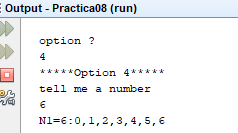 Output - Practica08 (run)
option ?
4
*****Option 4*****
tell me a number
6
N1=6:0,1,2,3,4,5,6